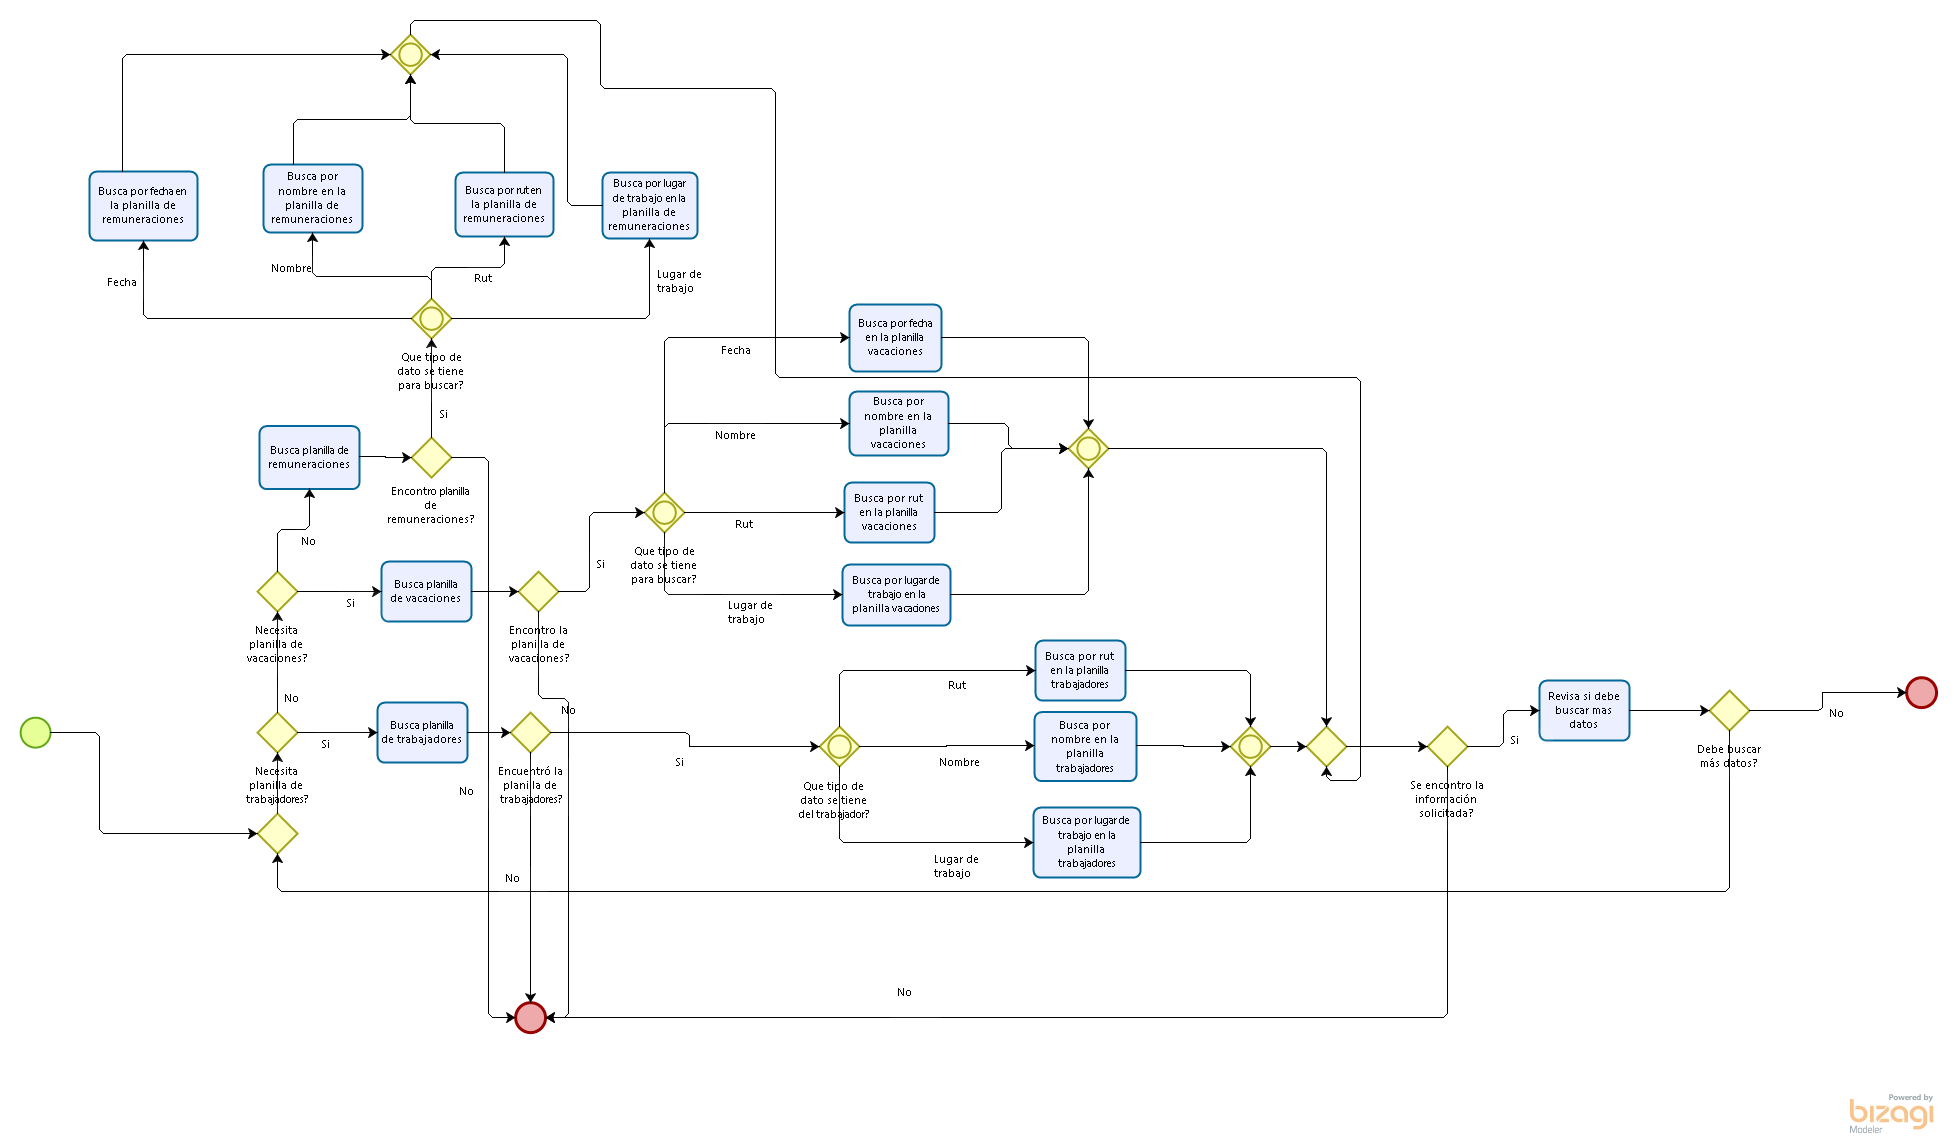 Busca por fecha en
la planilla de
remuneraciones
Busca por
nombre en la
planilla de
remuneraciones
Busca por rut en
la planilla de
remuneraciones
Busca por lugar
de trabajo en la
planilla de
remuneraciones
Fecha
Nombre
Rut
Lugar de
trabajo
Que tipo de
dato se tiene
para buscar?
Si
Busca planilla de
remuneraciones
Encontro planilla
de
remuneraciones?
No
Busca por fecha
en la planilla
vacaciones
Fecha
Busca por
nombre en la
planilla
vacaciones
Nombre
Busca por rut
en la planilla
vacaciones
Rut
Que tipo de
dato se tiene
para buscar?
Si
Busca por lugar de
trabajo en la
planilla vacaciones
Lugar de
trabajo
Busca planilla
de vacaciones
Si
Necesita
planilla de
vacaciones?
Encontro la
planilla de
vacaciones?
No
No
Busca planilla
de trabajadores
Si
Necesita
planilla de
trabajadores?
No
Encuentró la
planilla de
trabajadores?
Si
Busca por rut
en la planilla
trabajadores
Rut
Busca por
nombre en la
planilla
trabajadores
Nombre
Que tipo de
dato se tiene
del trabajador?
Busca por lugar de
trabajo en la
planilla
trabajadores
Lugar de
trabajo
Se encontro la
información
solicitada?
Si
Revisa si debe
buscar mas
datos
Debe buscar
más datos?
No
No
No
Powered by
bizagi
Modeler